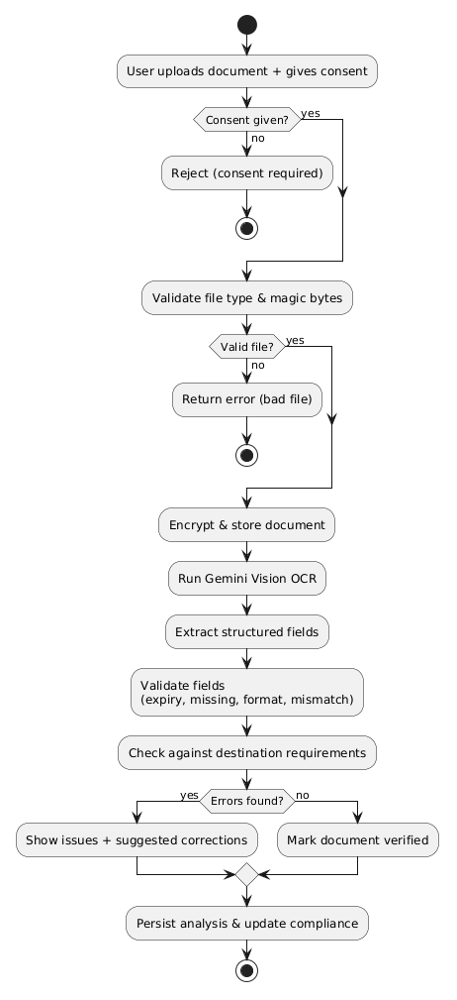 User uploads document + gives consent
Consent given?
yes
no
Reject (consent required)
Validate file type & magic bytes
Valid file?
yes
no
Return error (bad file)
Encrypt & store document
Run Gemini Vision OCR
Extract structured fields
Validate fields
(expiry, missing, format, mismatch)
Check against destination requirements
yes
Errors found?
no
Show issues + suggested corrections
Mark document verified
Persist analysis & update compliance